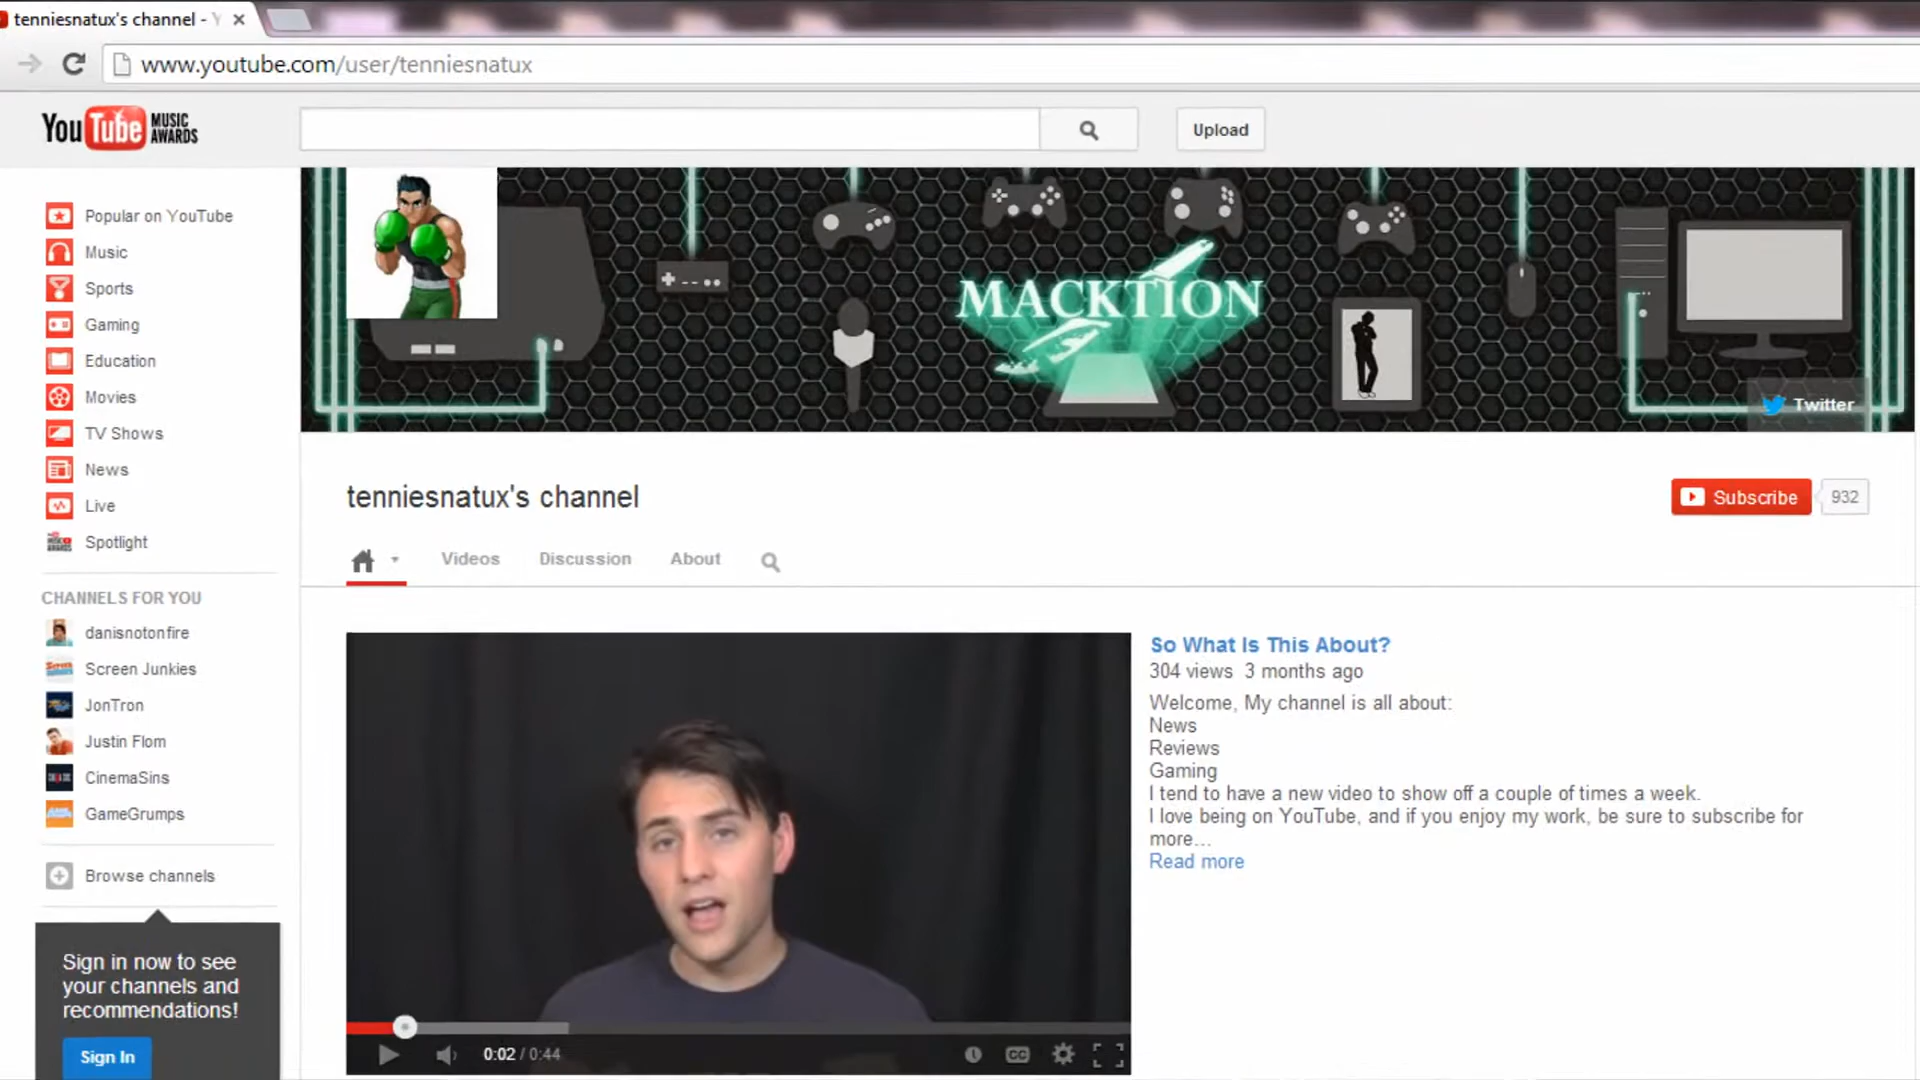 tenniesnatux's channel - Y
www.youtube.com/user/tenniesnatux
YouTube MUSIC AWARDS
Upload
Popular on YouTube
Music
Sports
Gaming
Education
Movies
TV Shows
News
Live
Spotlight
CHANNELS FOR YOU
danisnotonfire
Screen Junkies
JonTron
Justin Flom
CinemaSins
GameGrumps
Browse channels
Sign in now to see
your channels and
recommendations!
Sign In
MACKTION
Twitter
tenniesnatux's channel
Subscribe 932
Videos Discussion About
0:02 / 0:44
CC
So What Is This About?
304 views 3 months ago
Welcome, My channel is all about:
News
Reviews
Gaming
I tend to have a new video to show off a couple of times a week.
I love being on YouTube, and if you enjoy my work, be sure to subscribe for
more...
Read more